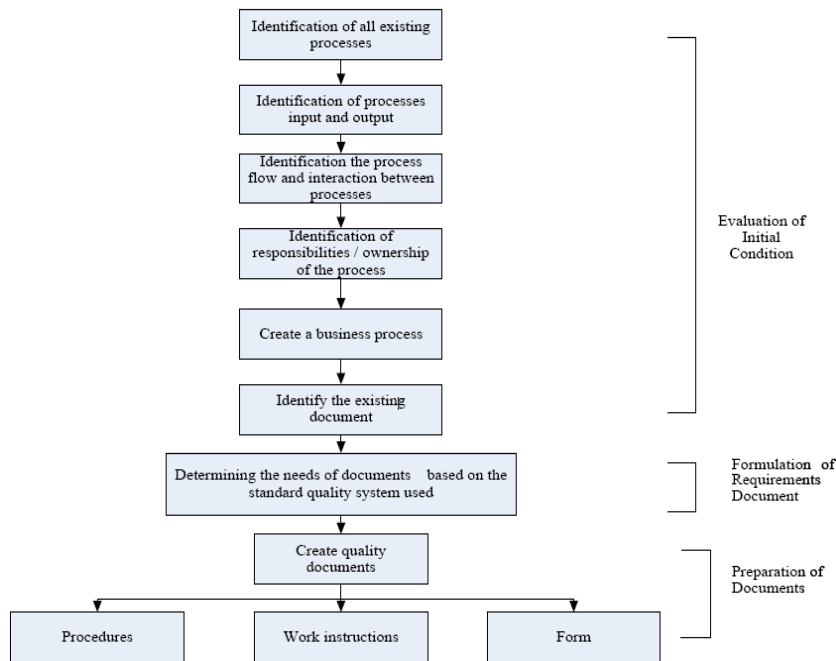 Identification of all existing
processes
Identification of processes
input and output
Identification the process
flow and interaction between
processes
Identification of
responsibilities / ownership
of the process
Create a business process
Identify the existing
document
Evaluation of
Initial
Condition
Determining the needs of documents based on the
standard quality system used
Formulation of
Requirements
Document
Create quality
documents
Preparation of
Documents
Procedures
Work instructions
Form